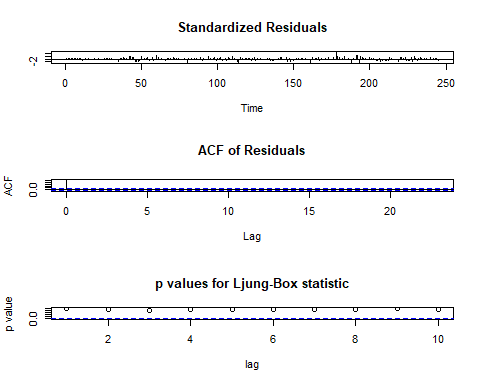 Standardized Residuals
-2
0 50 100 150 200 250
Time
ACF of Residuals
ACF
0.0
0 5 10 15 20
Lag
p values for Ljung-Box statistic
p value
0.0
2 4 6 8 10
lag